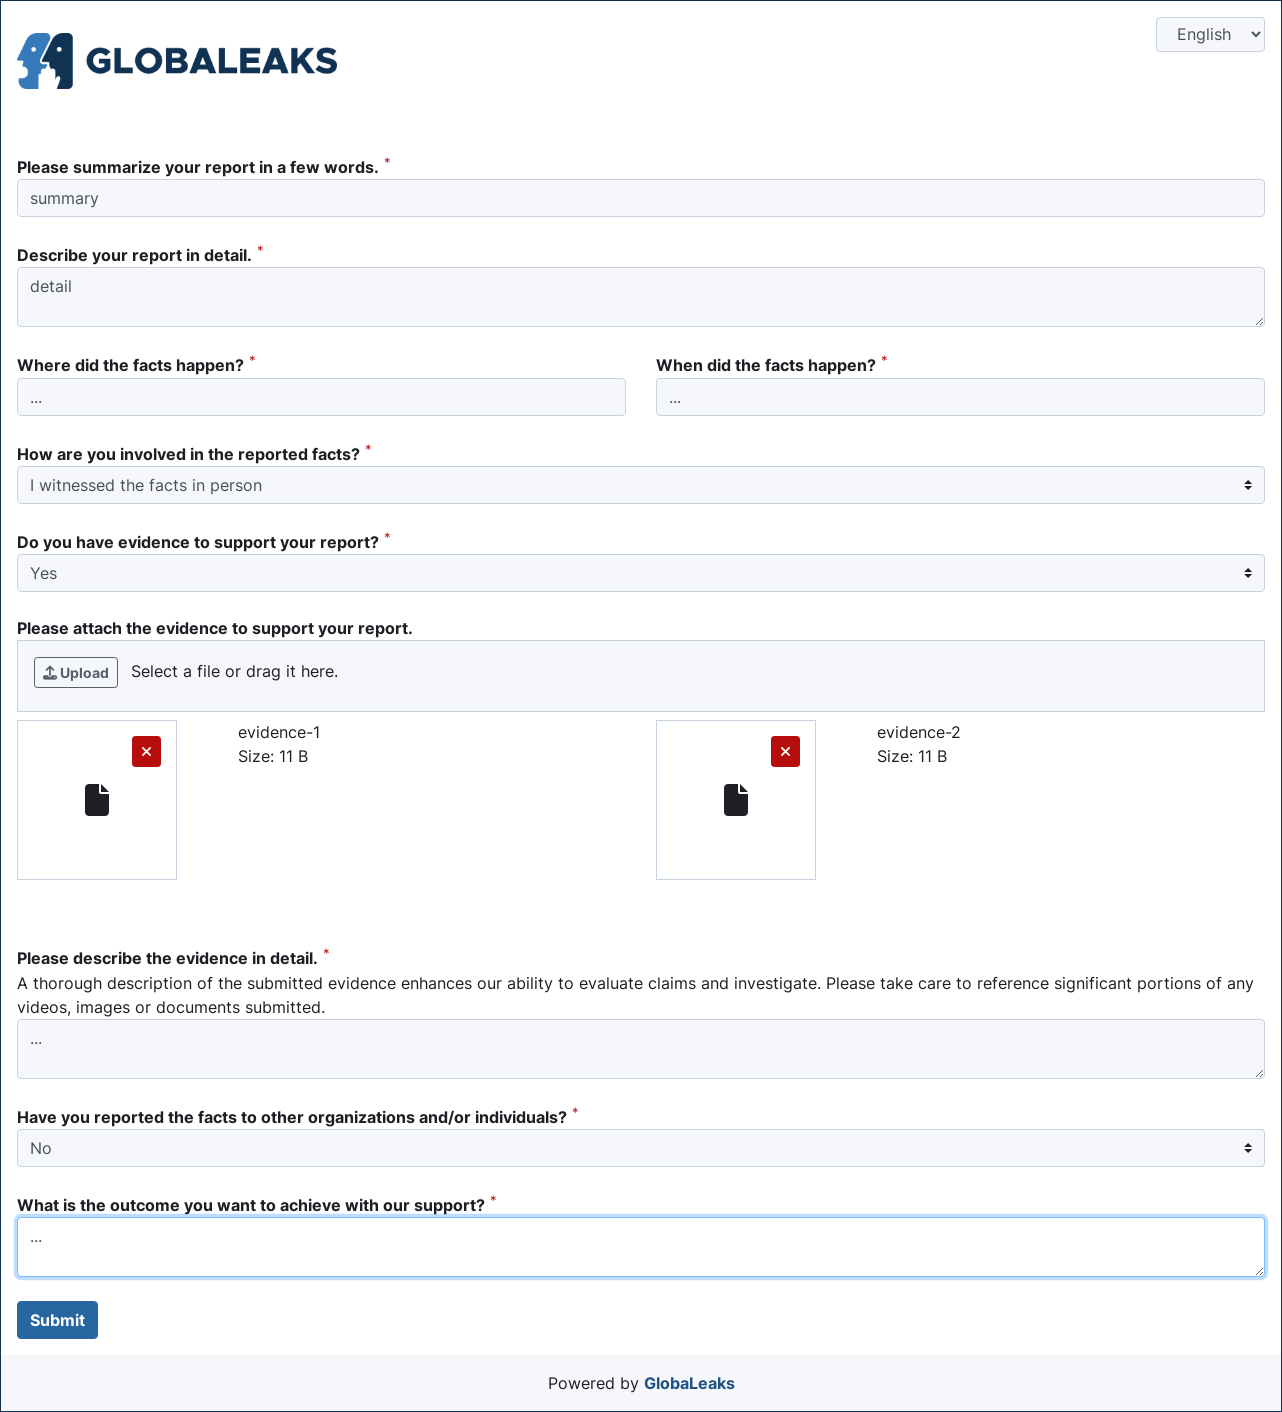 GLOBALEAKS
English
Please summarize your report in a few words. *
summary
Describe your report in detail. *
detail
Where did the facts happen? *
...
When did the facts happen? *
...
How are you involved in the reported facts? *
I witnessed the facts in person
Do you have evidence to support your report? *
Yes
Please attach the evidence to support your report.
Upload Select a file or drag it here.
evidence-1
Size: 11 B
evidence-2
Size: 11 B
Please describe the evidence in detail. *
A thorough description of the submitted evidence enhances our ability to evaluate claims and investigate. Please take care to reference significant portions of any
videos, images or documents submitted.
...
Have you reported the facts to other organizations and/or individuals? *
No
What is the outcome you want to achieve with our support? *
...
Submit
Powered by GlobaLeaks